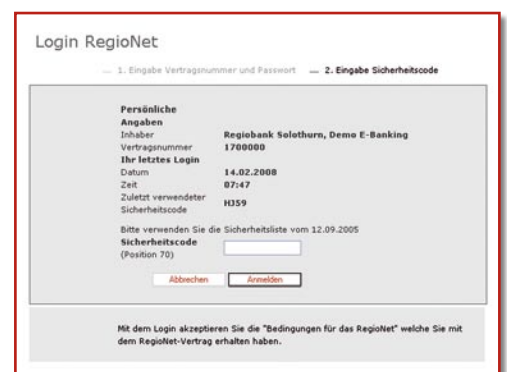 Login RegioNet
— 1. Eingabe Vertragsnummer und Passwort — 2. Eingabe Sicherheitscode
Persönliche
Angaben
Inhaber Regiobank Solothurn, Demo E-Banking
Vertragsnummer 1700000
Ihr letztes Login
Datum 14.02.2008
Zeit 07:47
Zuletzt verwendeter
Sicherheitscode HJ59
Bitte verwenden Sie die Sicherheitsliste vom 12.09.2005
Sicherheitscode
(Position 70)
Abbrechen Anmelden
Mit dem Login akzeptieren Sie die "Bedingungen für das RegioNet" welche Sie mit
dem RegioNet-Vertrag erhalten haben.